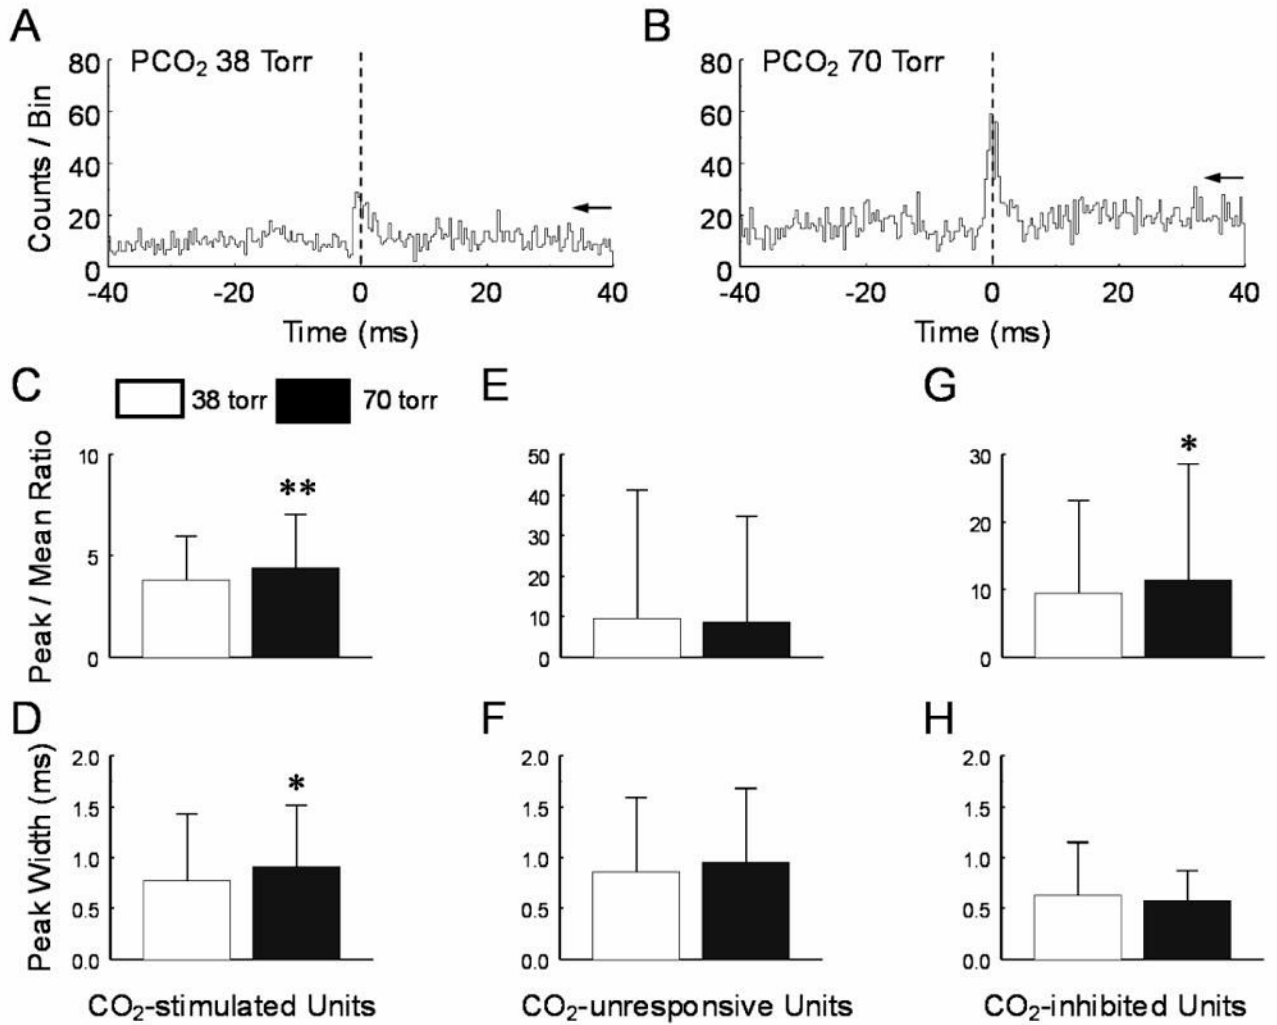 A
PCO₂ 38 Torr
Counts / Bin
80
60
40
20
0
-40
-20
0
20
40
Time (ms)
B
PCO₂ 70 Torr
80
60
40
20
0
-40
-20
0
20
40
Time (ms)
C
38 torr
70 torr
Peak / Mean Ratio
10
5
0
**
E
50
40
30
20
10
0
G
30
20
10
0
*
D
Peak Width (ms)
2.0
1.5
1.0
0.5
0.0
*
CO₂-stimulated Units
F
2.0
1.5
1.0
0.5
0.0
CO₂-unresponsive Units
H
2.0
1.5
1.0
0.5
0.0
CO₂-inhibited Units